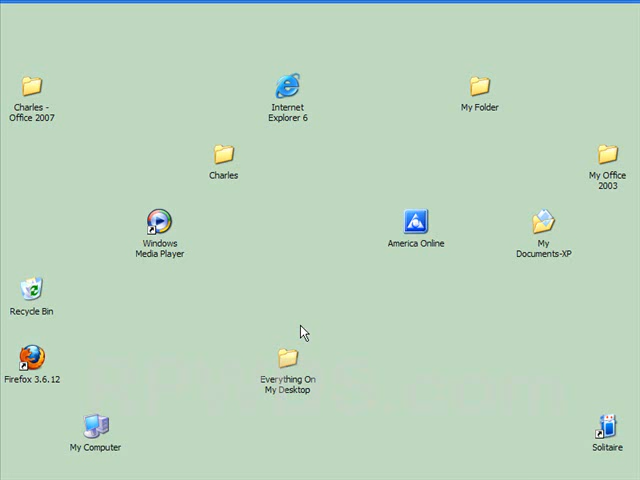 Charles -
Office 2007
Internet
Explorer 6
My Folder
Charles
My Office
2003
Windows
Media Player
America Online
My
Documents-XP
Recycle Bin
Firefox 3.6.12
Everything On
My Desktop
My Computer
Solitaire